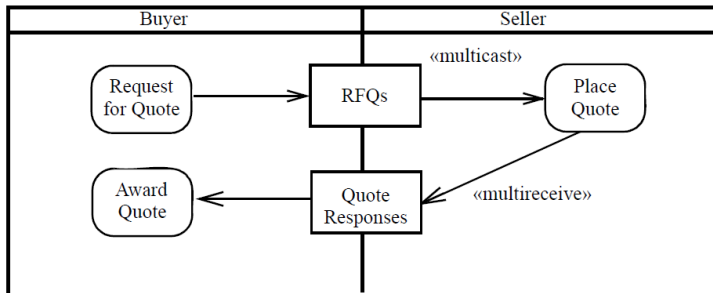 Buyer
Seller
«multicast»
Request
for Quote
RFQs
Place
Quote
Award
Quote
Quote
Responses
«multireceive»